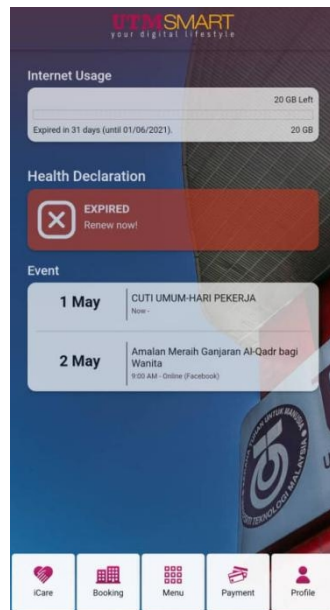 UTMSMART
your digital lifestyle
Internet Usage
20 GB Left
Expired in 31 days (until 01/06/2021).
20 GB
Health Declaration
EXPIRED
Renew now!
Event
1 May
CUTI UMUM-HARI PEKERJA
Now -
2 May
Amalan Meraih Ganjaran Al-Qadr bagi
Wanita
9:00 AM - Online (Facebook)
iCare
Booking
Menu
Payment
Profile